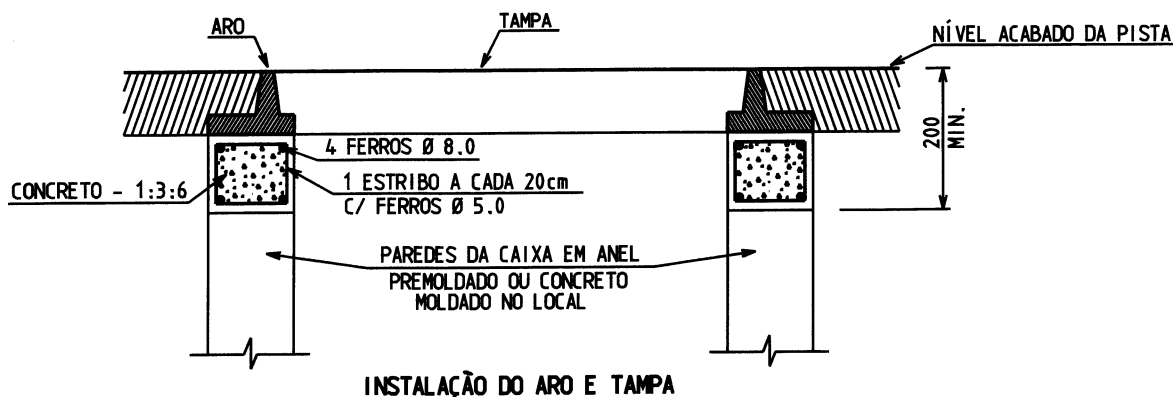 ARO
TAMPA
NÍVEL ACABADO DA PISTA
200
MIN.
4 FERROS Ø 8.0
CONCRETO - 1:3:6
1 ESTRIBO A CADA 20cm
C/ FERROS Ø 5.0
PAREDES DA CAIXA EM ANEL
PREMOLDADO OU CONCRETO
MOLDADO NO LOCAL
INSTALAÇÃO DO ARO E TAMPA